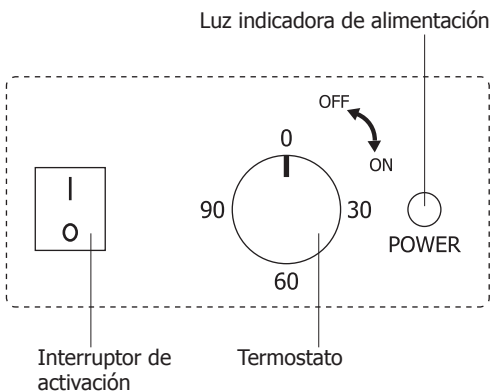 Luz indicadora de alimentación
OFF
0
ON
I
O
90
30
POWER
60
Interruptor de
activación
Termostato